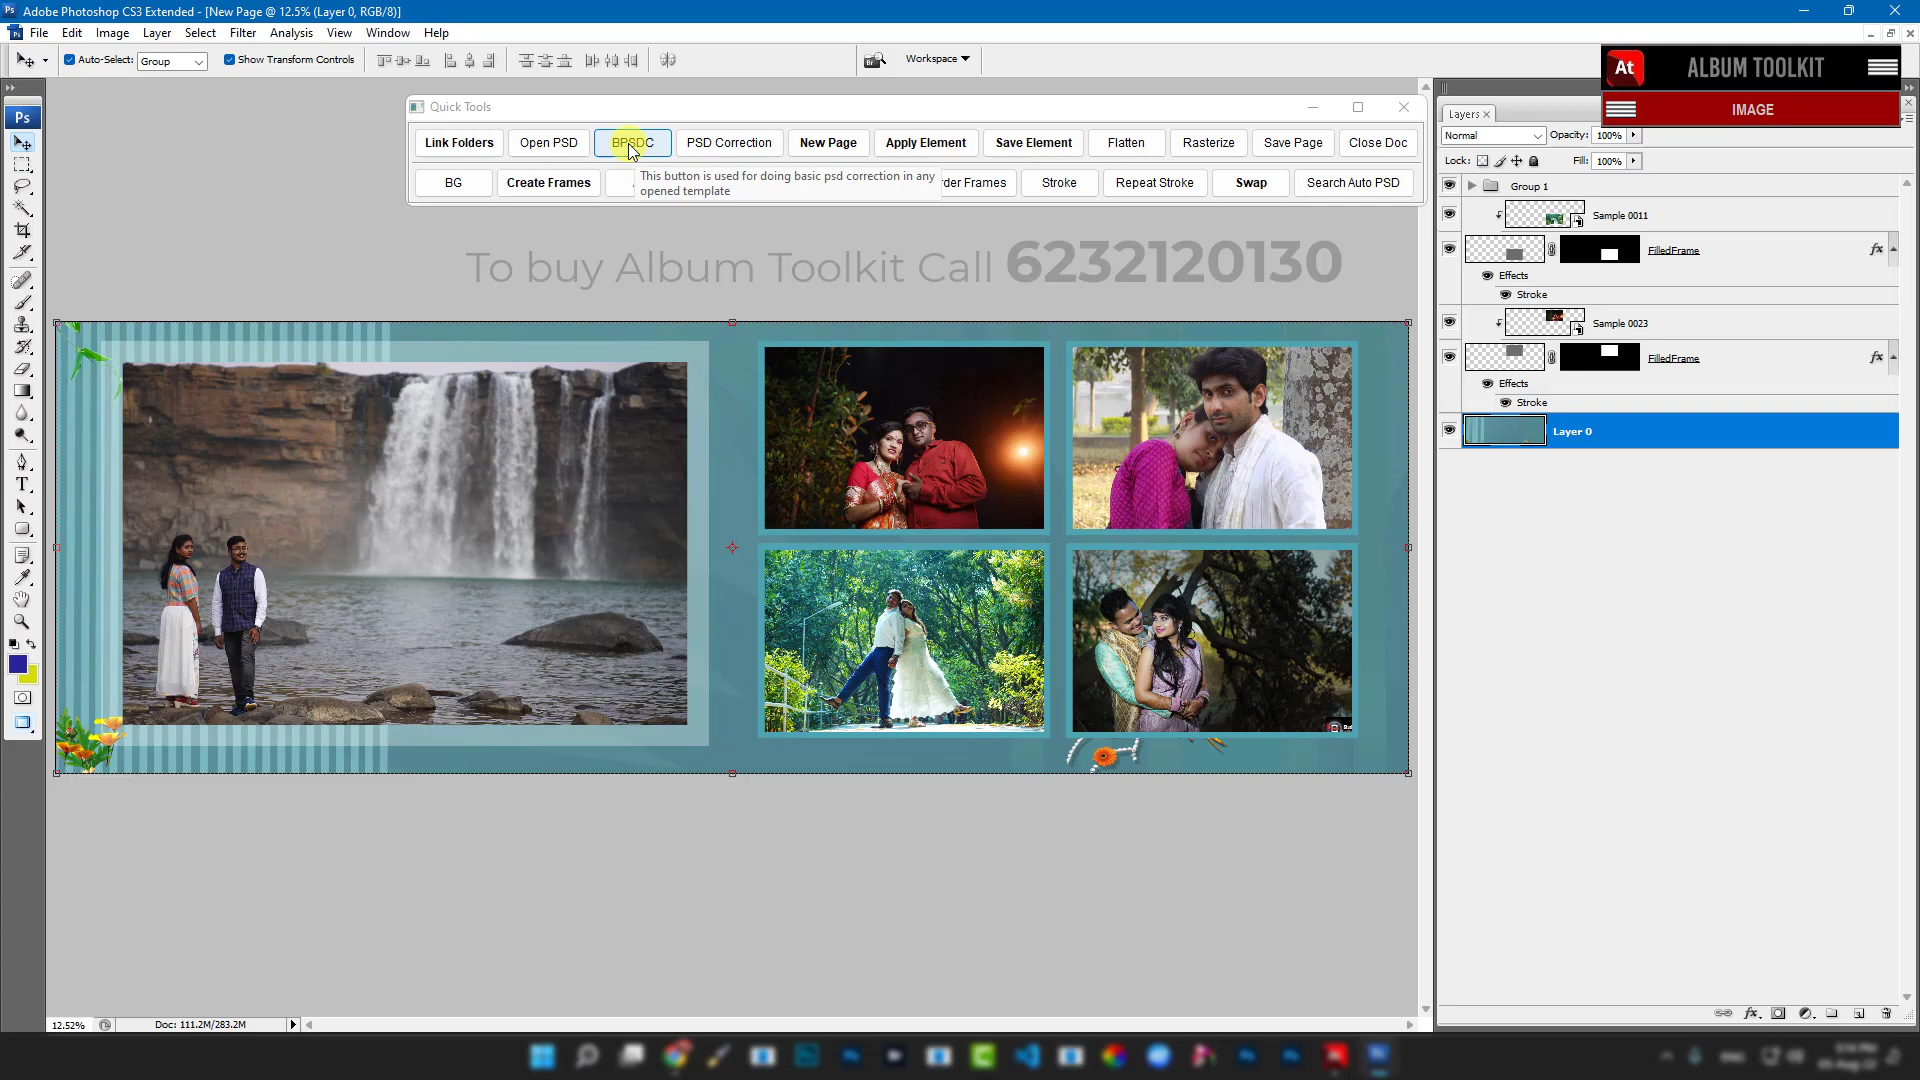 Adobe Photoshop CS3 Extended - [New Page @ 12.5% (Layer 0, RGB/8)]
File Edit Image Layer Select Filter Analysis View Window Help
Auto-Select: Group Show Transform Controls Workspace
At ALBUM TOOLKIT
IMAGE
Quick Tools
Link Folders Open PSD BPSDC PSD Correction New Page Apply Element Save Element Flatten Rasterize Save Page Close Doc
BG Create Frames der Frames Stroke Repeat Stroke Swap Search Auto PSD
This button is used for doing basic psd correction in any
opened template
To buy Album Toolkit Call 6232120130
Ps
Layers
Normal Opacity: 100%
Lock: Fill: 100%
Group 1
Sample 0011
FilledFrame fx
Effects
Stroke
Sample 0023
FilledFrame fx
Effects
Stroke
Layer 0
12.52% Doc: 111.2M/283.2M